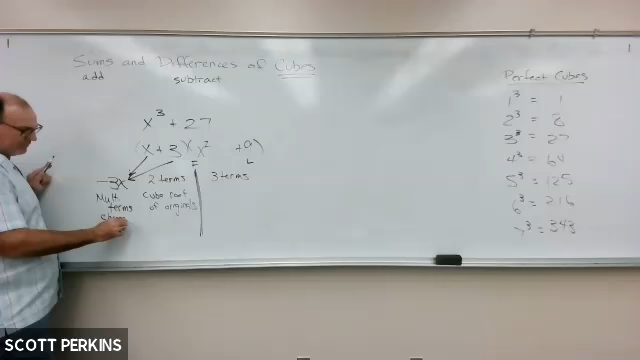 Sums and Differences of Cubes
add subtract
x³ + 27
(x + 3)(x² +9)
-3x 2 terms 3 terms
Mult. cube root
terms of originals
Perfect Cubes
1³ = 1
2³ = 8
3³ = 27
4³ = 64
5³ = 125
6³ = 216
7³ = 343
SCOTT PERKINS